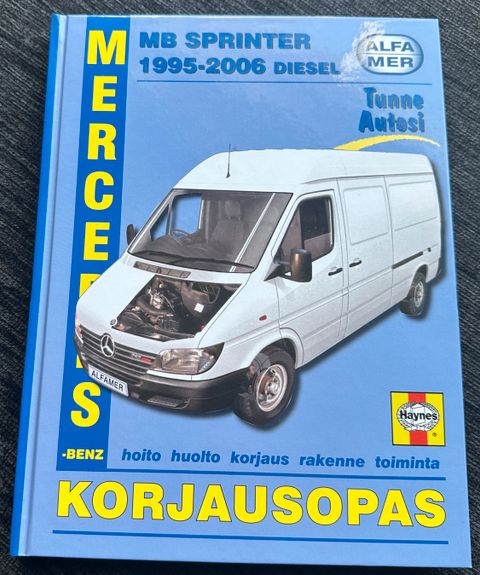 MB SPRINTER
1995-2006 DIESEL
ALFA
MER
Tunne
Autosi
MERCEDES
-BENZ
ALFAMER
Haynes
hoito huolto korjaus rakenne toiminta
KORJAUSOPAS